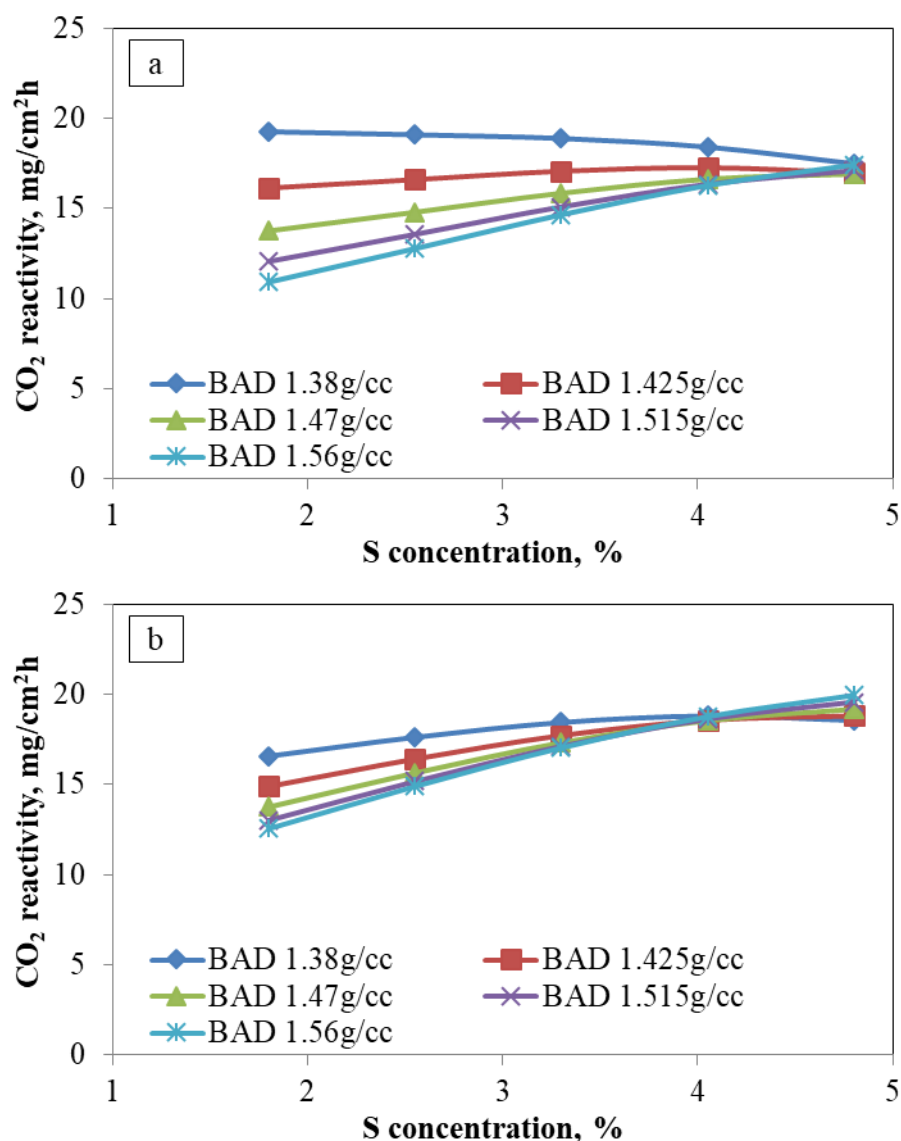 25
a
20
15
10
5
0
CO₂ reactivity, mg/cm²h
BAD 1.38g/cc
BAD 1.425g/cc
BAD 1.47g/cc
BAD 1.515g/cc
BAD 1.56g/cc
1 2 3 4 5
S concentration, %
25
b
20
15
10
5
0
CO₂ reactivity, mg/cm²h
BAD 1.38g/cc
BAD 1.425g/cc
BAD 1.47g/cc
BAD 1.515g/cc
BAD 1.56g/cc
1 2 3 4 5
S concentration, %